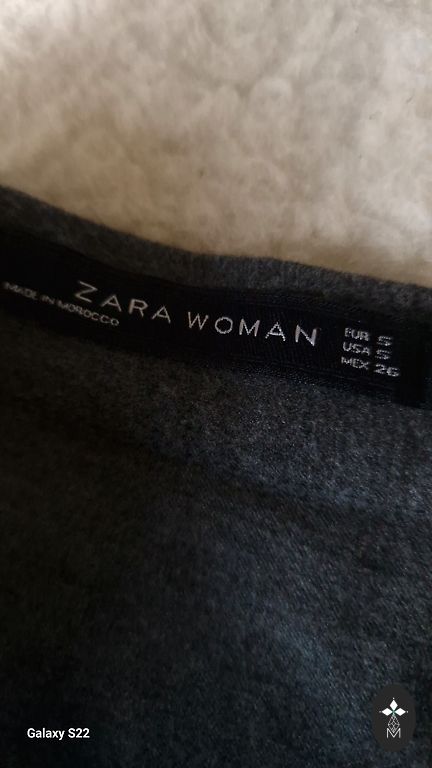 ZARA WOMAN
MADE IN MOROCCO
EUR S
USA S
MEX 26
Galaxy S22
M